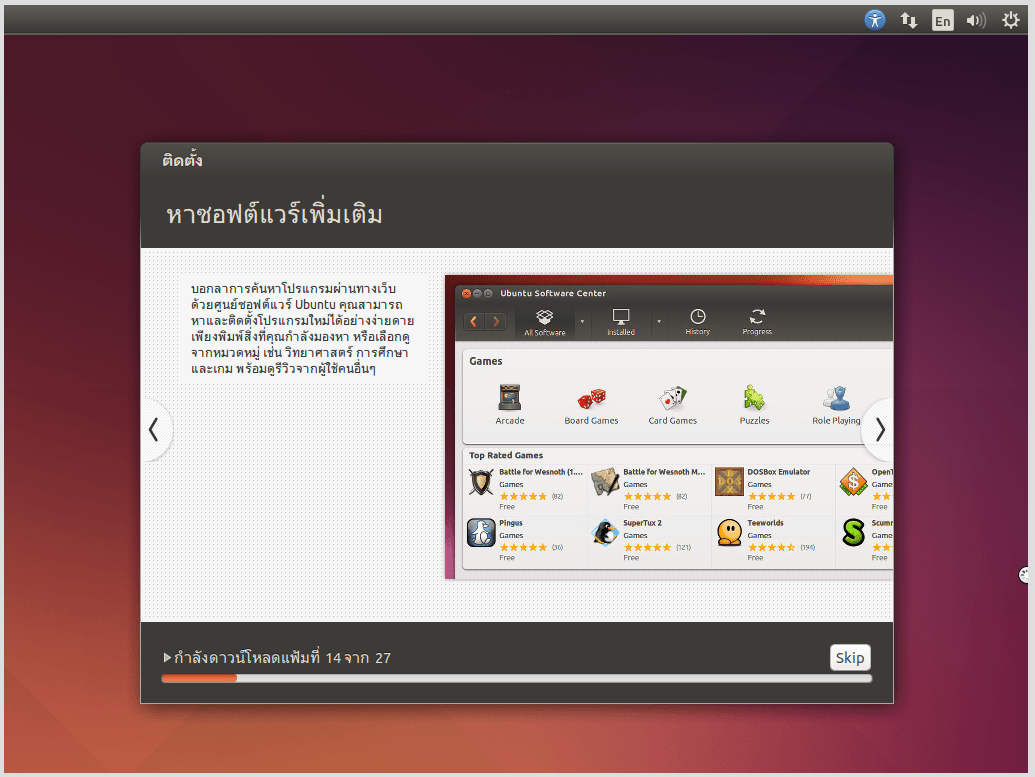 En
ติดตั้ง
หาซอฟต์แวร์เพิ่มเติม
บอกลาการค้นหาโปรแกรมผ่านทางเว็บ
ด้วยศูนย์ซอฟต์แวร์ Ubuntu คุณสามารถ
หาและติดตั้งโปรแกรมใหม่ได้อย่างง่ายดาย
เพียงพิมพ์สิ่งที่คุณกำลังมองหา หรือเลือกดู
จากหมวดหมู่ เช่น วิทยาศาสตร์ การศึกษา
และเกม พร้อมดูรีวิวจากผู้ใช้คนอื่นๆ
Ubuntu Software Center
All Software Installed History Progress
Games
Arcade Board Games Card Games Puzzles Role Playing
Top Rated Games
Battle for Wesnoth (1.... Battle for Wesnoth M... DOSBox Emulator OpenT
Games Games Games Games
(82) (82) (77)
Free Free Free Free
Pingus SuperTux 2 Teeworlds Scumm
Games Games Games Games
(36) (121) (194)
Free Free Free Free
กำลังดาวน์โหลดแฟ้มที่ 14 จาก 27
Skip